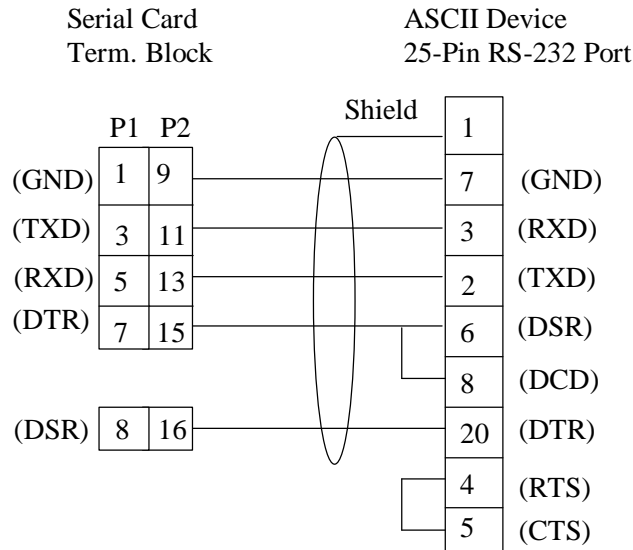 Serial Card
Term. Block
ASCII Device
25-Pin RS-232 Port
P1 P2
Shield
1
(GND) 1 9 7 (GND)
(TXD) 3 11 3 (RXD)
(RXD) 5 13 2 (TXD)
(DTR) 7 15 6 (DSR)
8 (DCD)
(DSR) 8 16 20 (DTR)
4 (RTS)
5 (CTS)